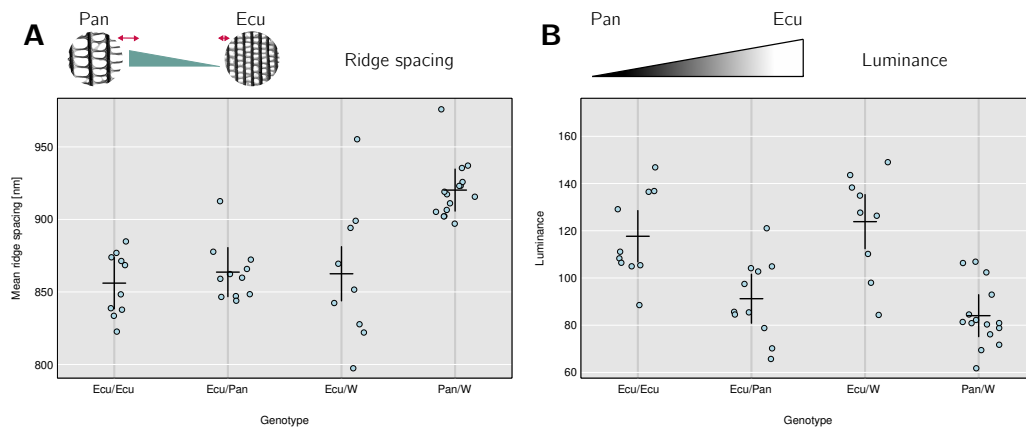 A
Pan
Ecu
Ridge spacing
Mean ridge spacing [nm]
950
900
850
800
Ecu/Ecu
Ecu/Pan
Ecu/W
Pan/W
Genotype
B
Pan
Ecu
Luminance
Luminance
160
140
120
100
80
60
Ecu/Ecu
Ecu/Pan
Ecu/W
Pan/W
Genotype